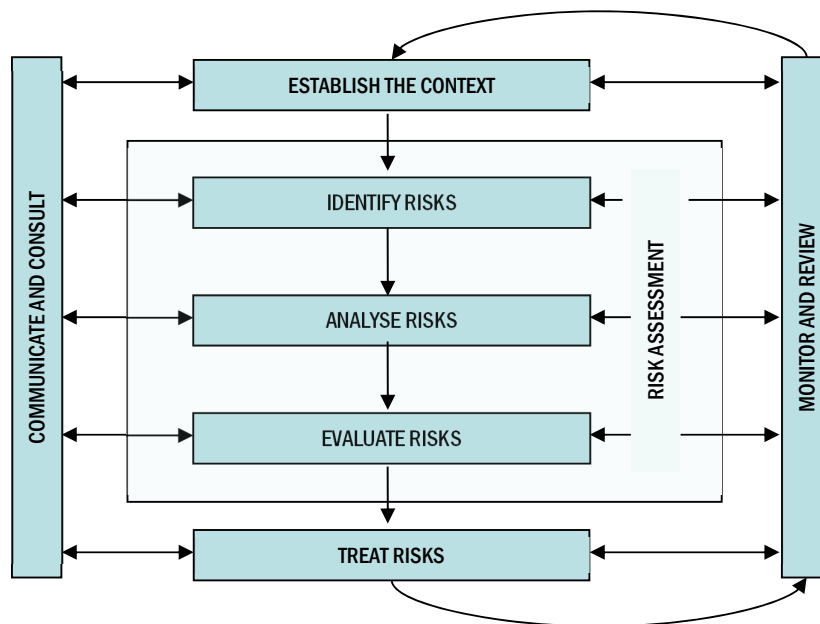 ESTABLISH THE CONTEXT
COMMUNICATE AND CONSULT
IDENTIFY RISKS
ANALYSE RISKS
EVALUATE RISKS
RISK ASSESSMENT
MONITOR AND REVIEW
TREAT RISKS